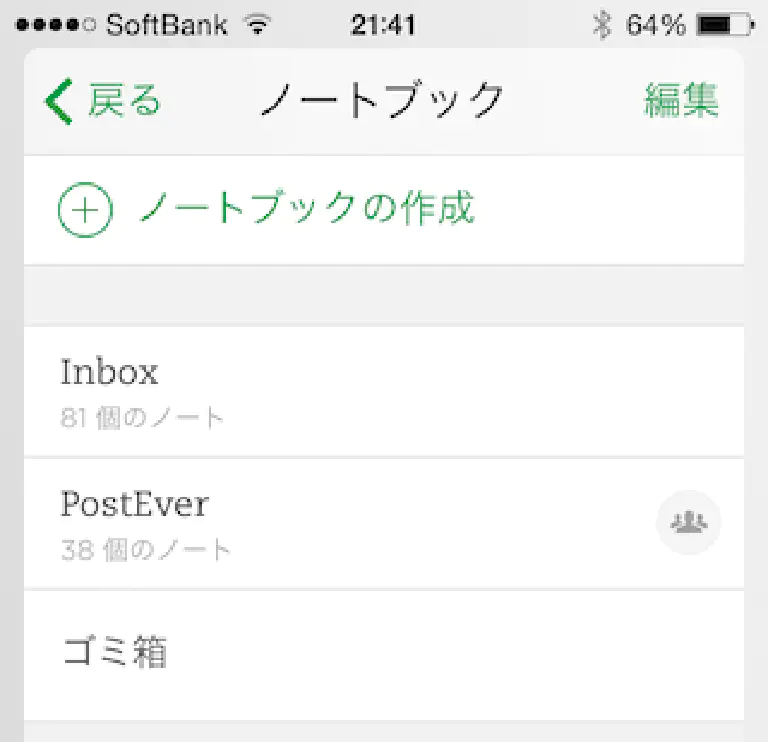 SoftBank 21:41 64%
戻る ノートブック 編集
ノートブックの作成
Inbox
81 個のノート
PostEver
38 個のノート
ゴミ箱